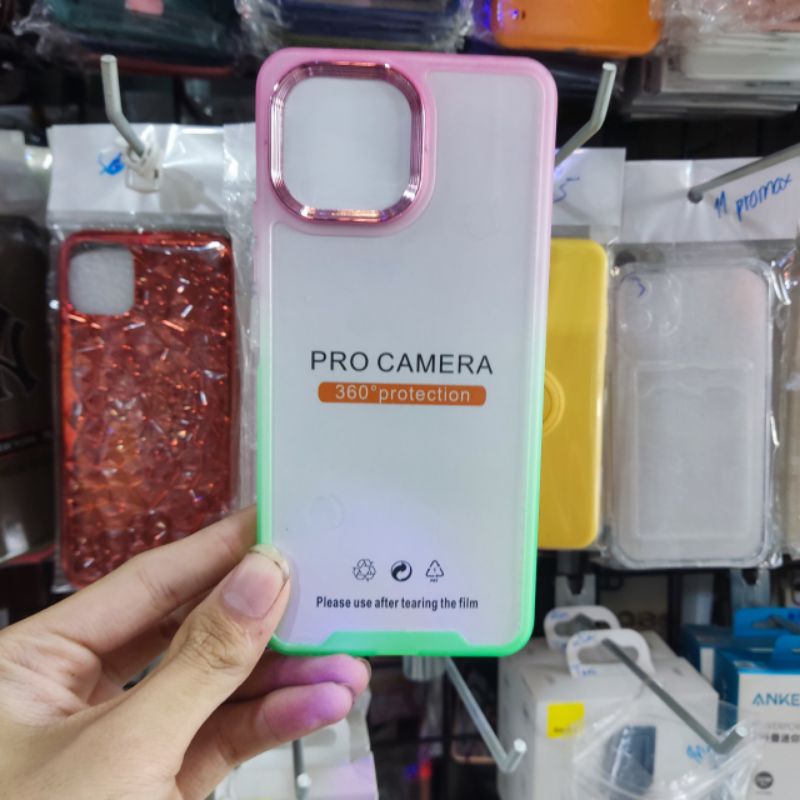 11 promax
PRO CAMERA
360°protection
Please use after tearing the film
ANKE